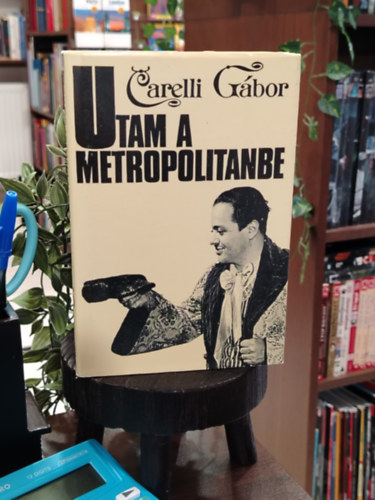 Carelli Gábor
UTAM A
METROPOLITANBE